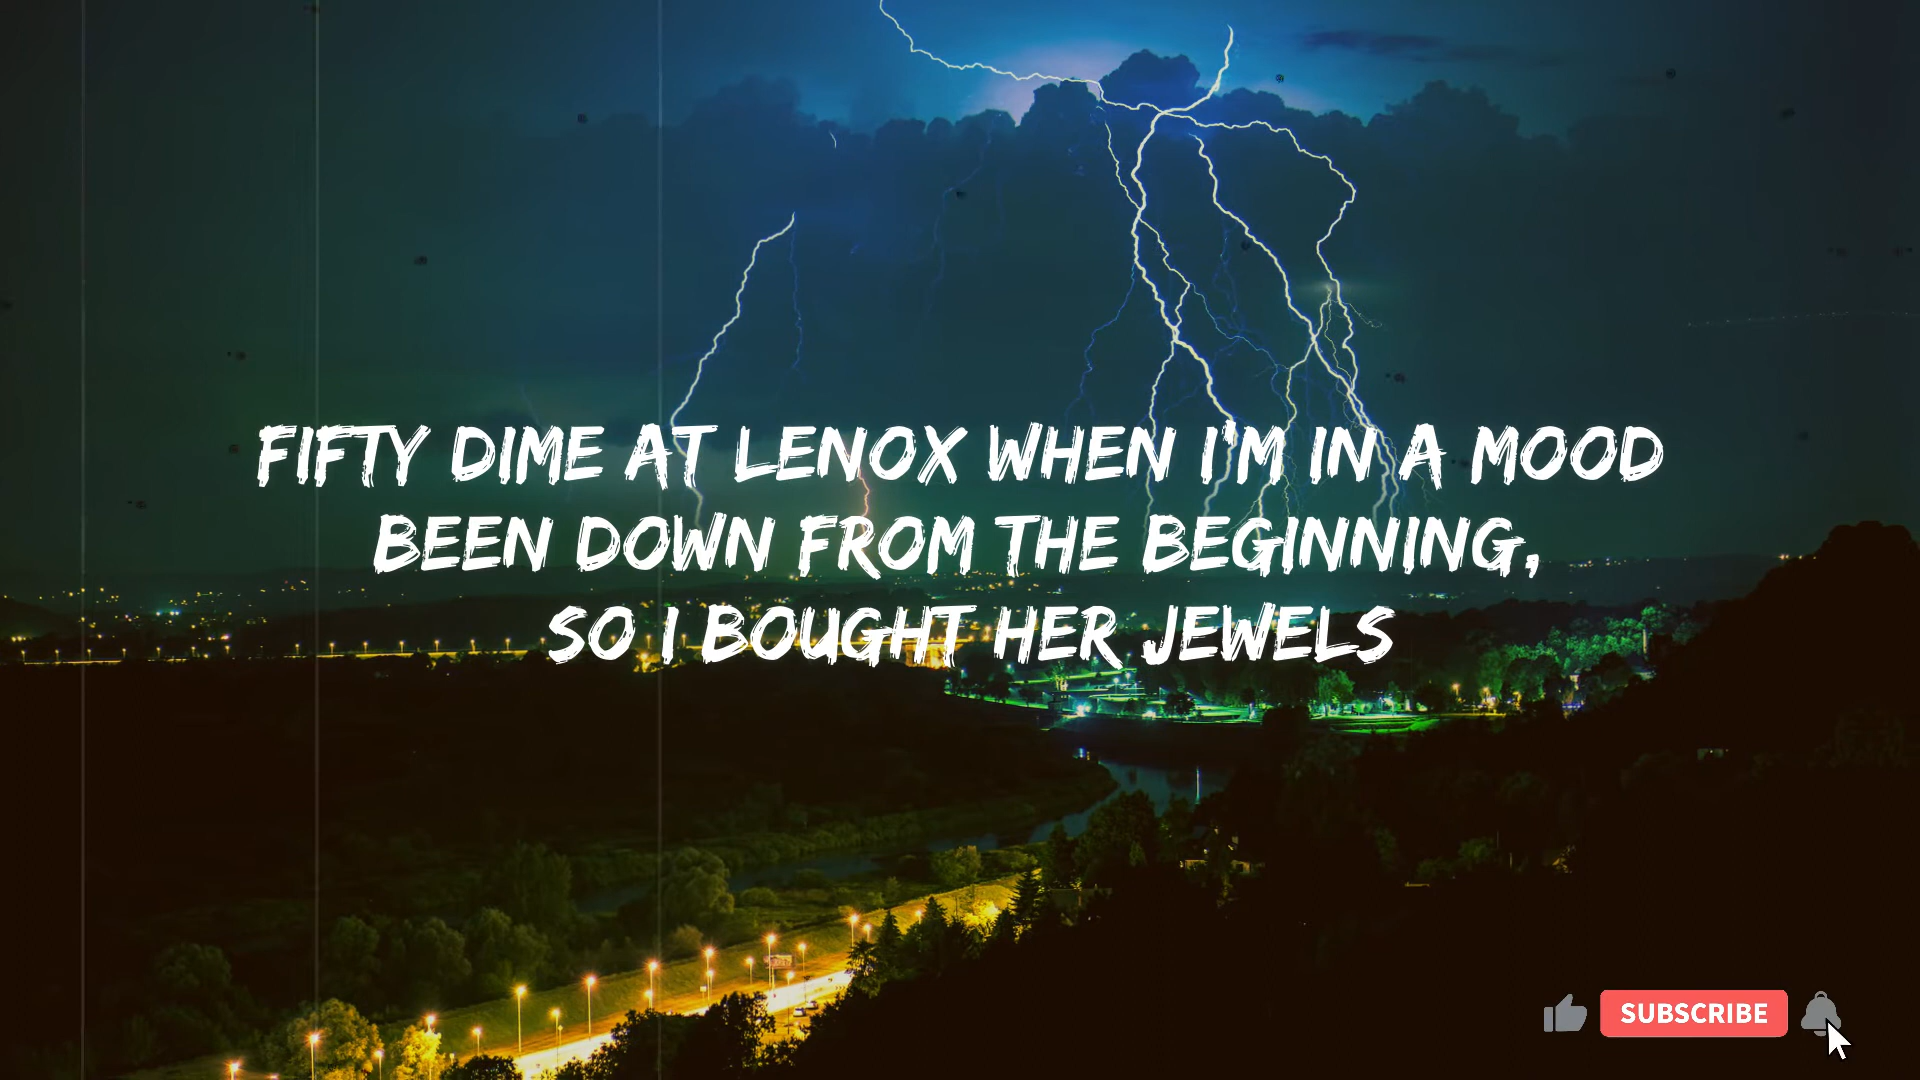 FIFTY DIME AT LENOX WHEN I'M IN A MOOD
BEEN DOWN FROM THE BEGINNING,
SO I BOUGHT HER JEWELS
SUBSCRIBE